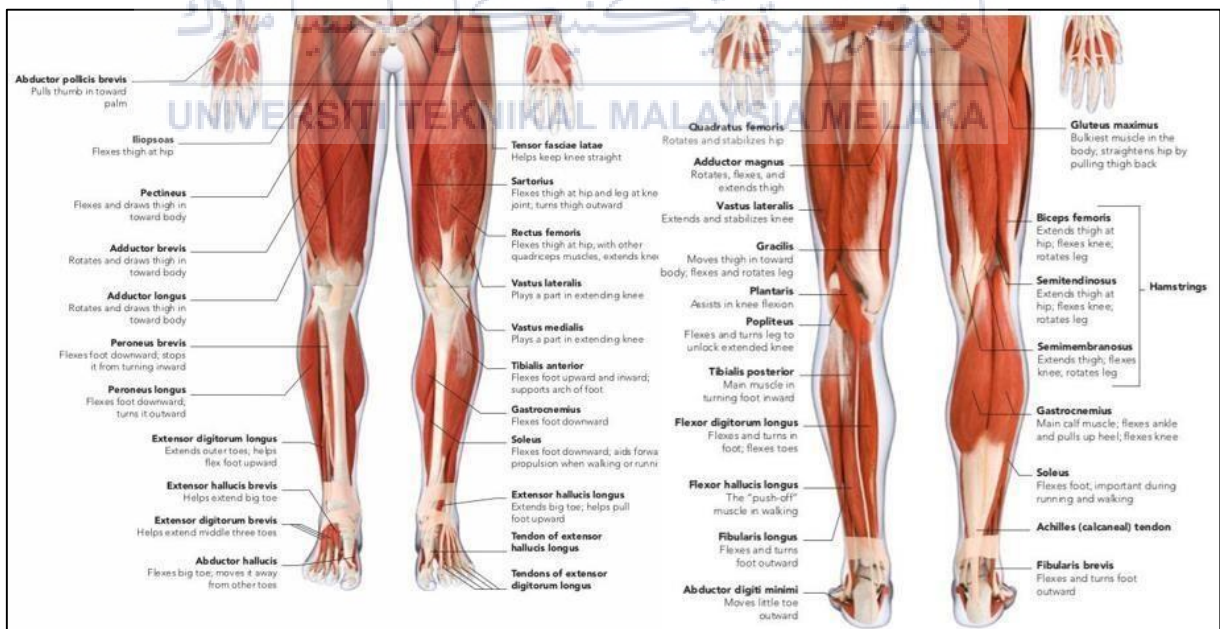 اونيۏرسيتي تيكنيكل مليسيا ملاك
UNIVERSITI TEKNIKAL MALAYSIA MELAKA
Abductor pollicis brevis
Pulls thumb in toward
palm
Iliopsoas
Flexes thigh at hip
Pectineus
Flexes and draws thigh in
toward body
Adductor brevis
Rotates and draws thigh in
toward body
Adductor longus
Rotates and draws thigh in
toward body
Peroneus brevis
Flexes foot downward; stops
it from turning inward
Peroneus longus
Flexes foot downward;
turns it outward
Extensor digitorum longus
Extends outer toes; helps
flex foot upward
Extensor hallucis brevis
Helps extend big toe
Extensor digitorum brevis
Helps extend middle three toes
Abductor hallucis
Flexes big toe; moves it away
from other toes
Tensor fasciae latae
Helps keep knee straight
Sartorius
Flexes thigh at hip and leg at kne
joint; turns thigh outward
Rectus femoris
Flexes thigh at hip, with other
quadriceps muscles, extends knee
Vastus lateralis
Plays a part in extending knee
Vastus medialis
Plays a part in extending knee
Tibialis anterior
Flexes foot upward and inward;
supports arch of foot
Gastrocnemius
Flexes foot downward
Soleus
Flexes foot downward; aids forwa
propulsion when walking or runni
Extensor hallucis longus
Extends big toe; helps pull
foot upward
Tendon of extensor
hallucis longus
Tendons of extensor
digitorum longus
Quadratus femoris
Rotates and stabilizes hip
Adductor magnus
Rotates, flexes, and
extends thigh
Vastus lateralis
Extends and stabilizes knee
Gracilis
Moves thigh in toward
body; flexes and rotates leg
Plantaris
Assists in knee flexion
Popliteus
Flexes and turns leg to
unlock extended knee
Tibialis posterior
Main muscle in
turning foot inward
Flexor digitorum longus
Flexes and turns in
foot; flexes toes
Flexor hallucis longus
The "push-off"
muscle in walking
Fibularis longus
Flexes and turns
foot outward
Abductor digiti minimi
Moves little toe
outward
Gluteus maximus
Bulkiest muscle in the
body; straightens hip by
pulling thigh back
Biceps femoris
Extends thigh at
hip; flexes knee;
rotates leg
Semitendinosus
Extends thigh at
hip; flexes knee;
rotates leg
Hamstrings
Semimembranosus
Extends thigh; flexes
knee; rotates leg
Gastrocnemius
Main calf muscle; flexes ankle
and pulls up heel; flexes knee
Soleus
Flexes foot; important during
running and walking
Achilles (calcaneal) tendon
Fibularis brevis
Flexes and turns foot
outward